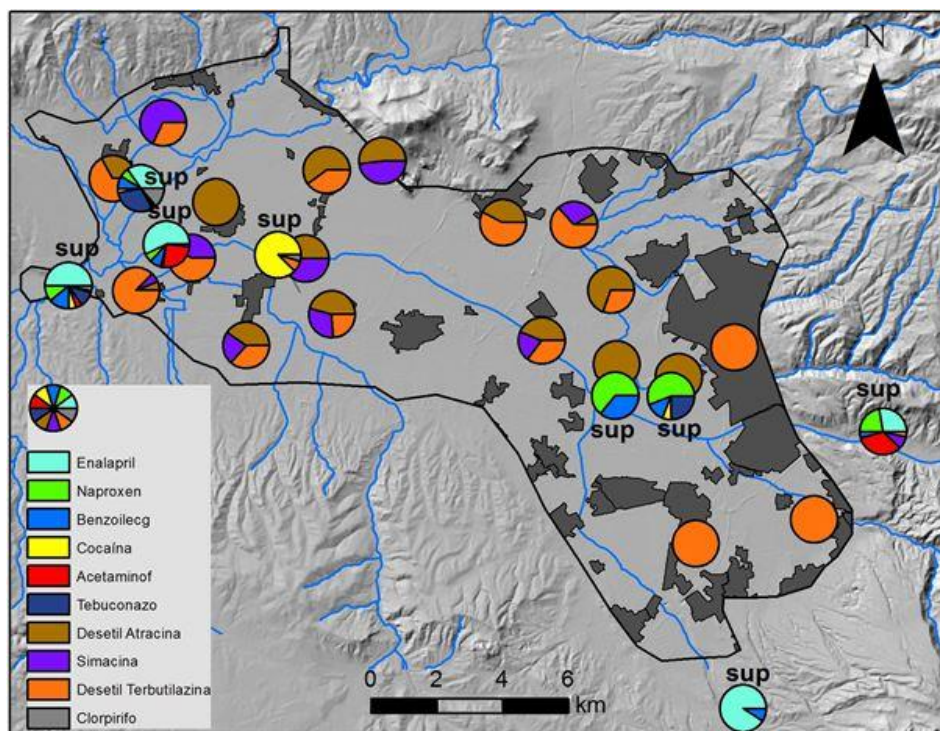 N
sup
sup
sup
sup
sup
sup
sup
sup
Enalapril
Naproxen
Benzoilecg
Cocaína
Acetaminof
Tebuconazo
Desetil Atracina
Simacina
Desetil Terbutilazina
Clorpirifo
0 2 4 6
km